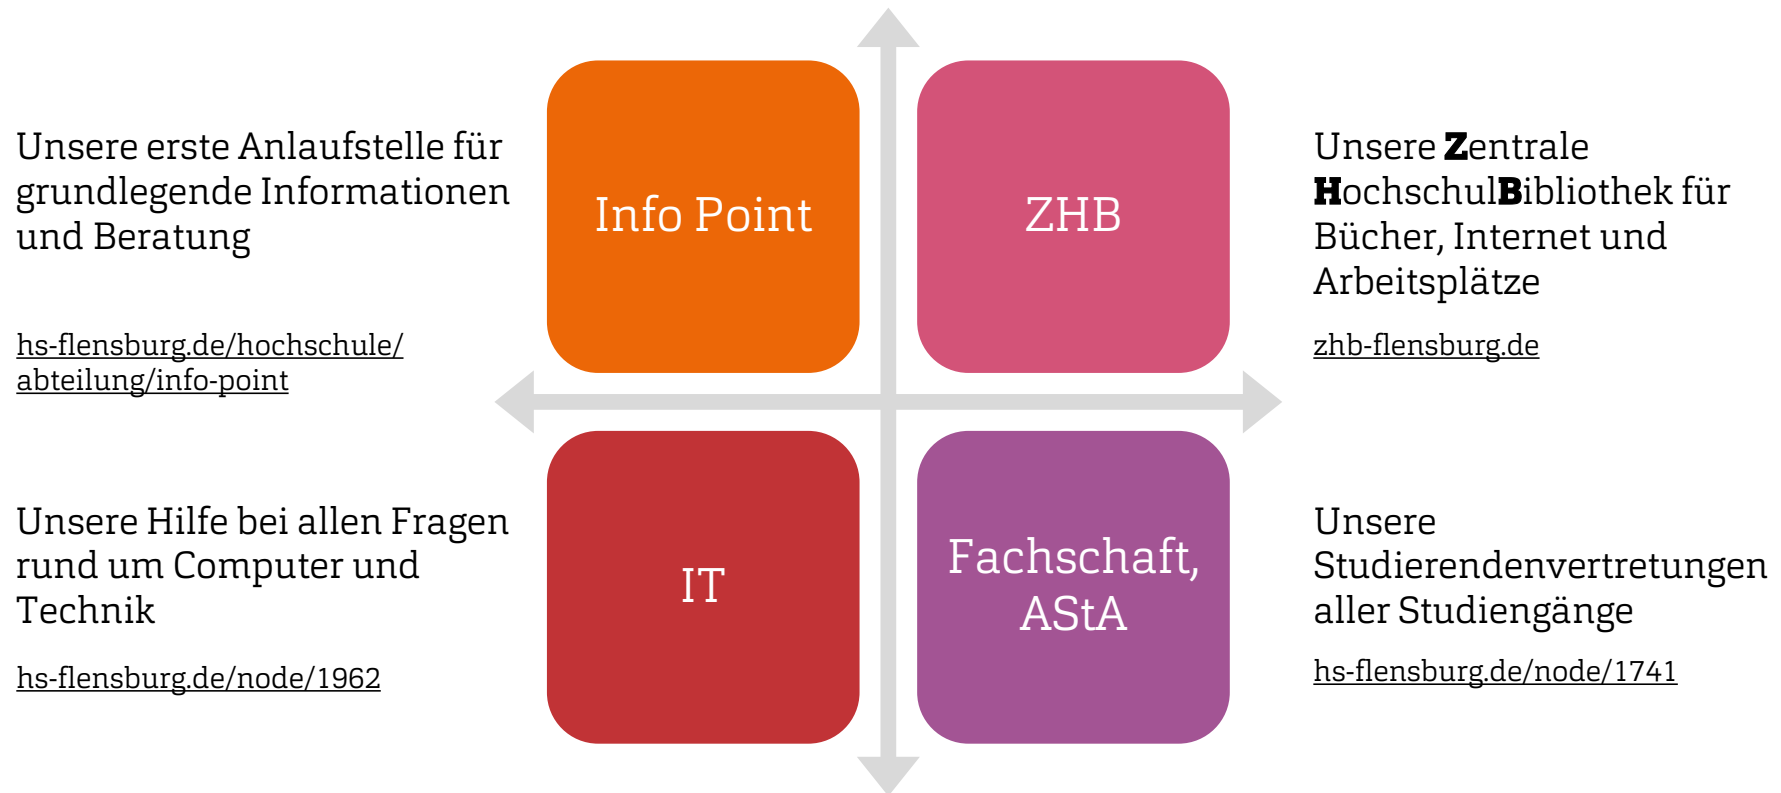 Unsere erste Anlaufstelle für
grundlegende Informationen
und Beratung
hs-flensburg.de/hochschule/
abteilung/info-point
Info Point
ZHB
Unsere Zentrale
HochschulBibliothek für
Bücher, Internet und
Arbeitsplätze
zhb-flensburg.de
Unsere Hilfe bei allen Fragen
rund um Computer und
Technik
hs-flensburg.de/node/1962
IT
Fachschaft,
AStA
Unsere
Studierendenvertretungen
aller Studiengänge
hs-flensburg.de/node/1741